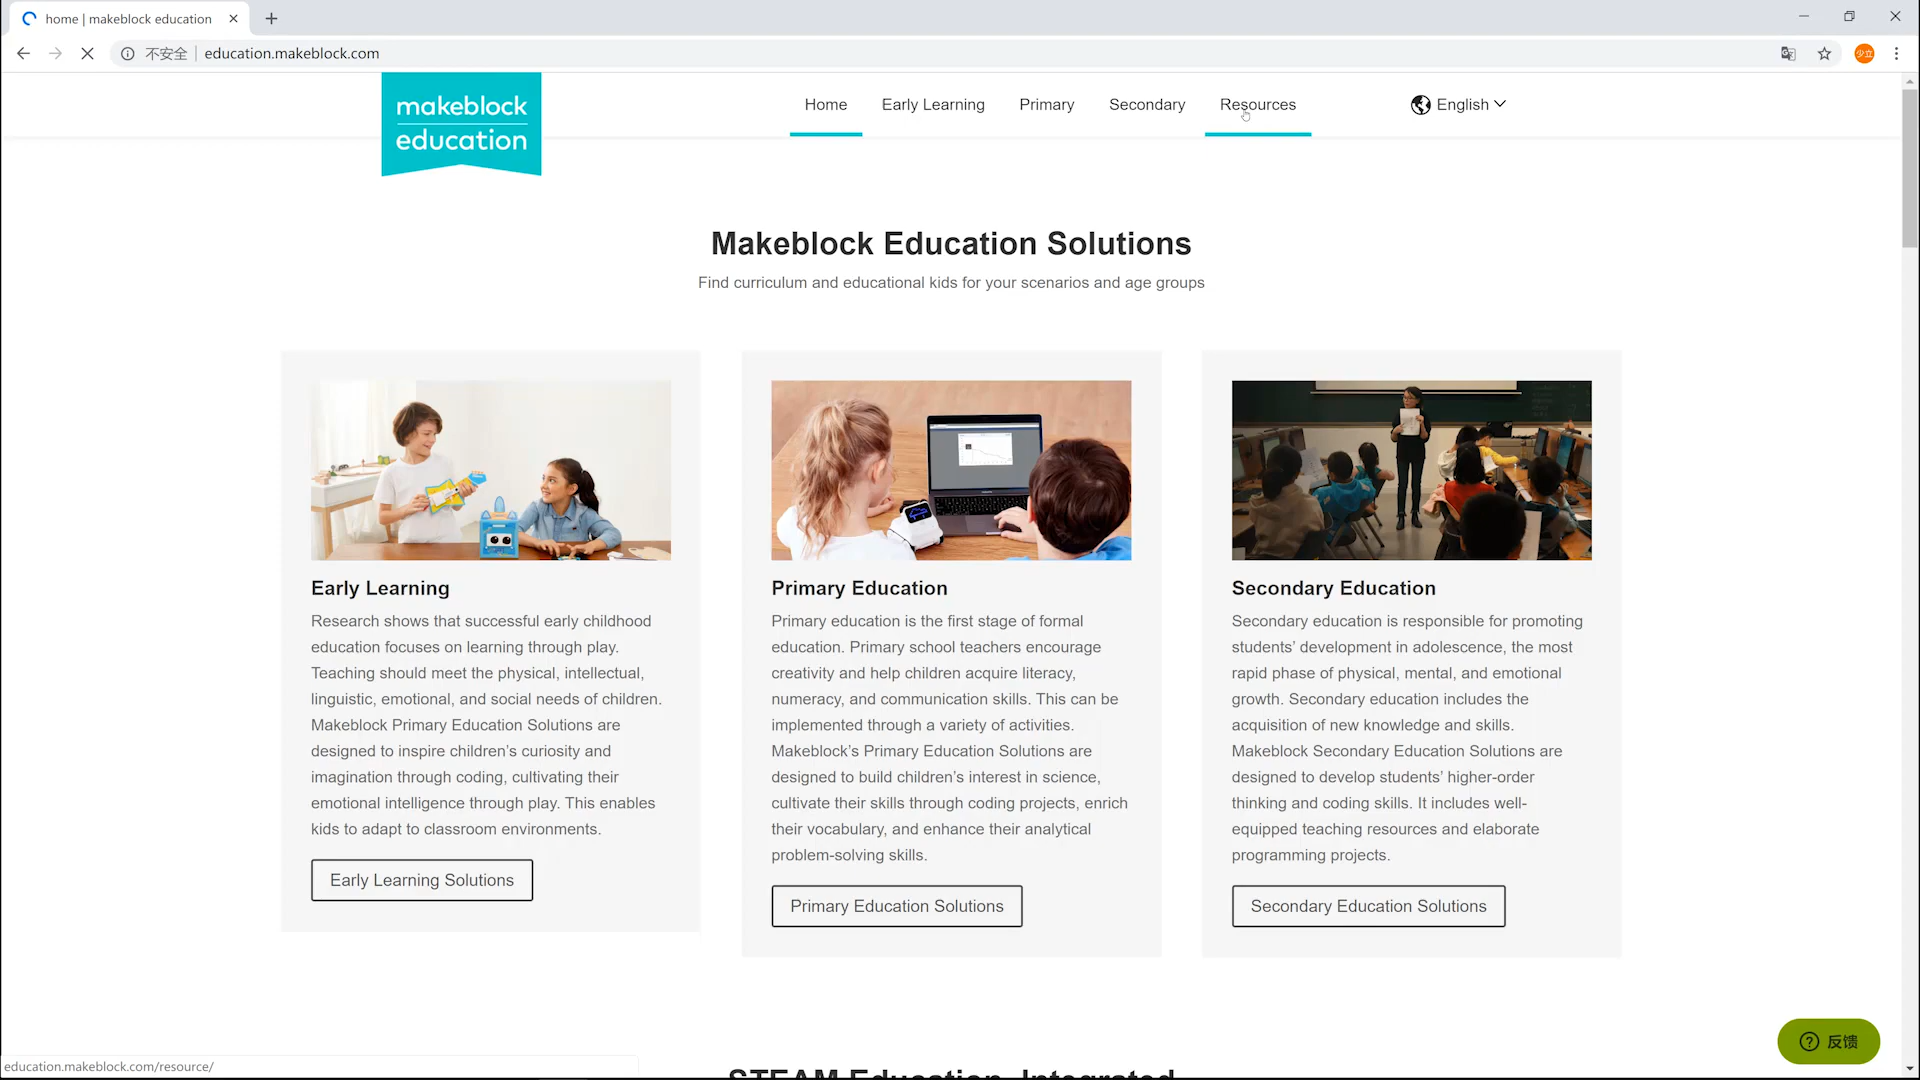 home | makeblock education
不安全 education.makeblock.com
少立
makeblock
education
Home Early Learning Primary Secondary Resources English
Makeblock Education Solutions
Find curriculum and educational kids for your scenarios and age groups
Early Learning
Research shows that successful early childhood
education focuses on learning through play.
Teaching should meet the physical, intellectual,
linguistic, emotional, and social needs of children.
Makeblock Primary Education Solutions are
designed to inspire children’s curiosity and
imagination through coding, cultivating their
emotional intelligence through play. This enables
kids to adapt to classroom environments.
Early Learning Solutions
Primary Education
Primary education is the first stage of formal
education. Primary school teachers encourage
creativity and help children acquire literacy,
numeracy, and communication skills. This can be
implemented through a variety of activities.
Makeblock’s Primary Education Solutions are
designed to build children’s interest in science,
cultivate their skills through coding projects, enrich
their vocabulary, and enhance their analytical
problem-solving skills.
Primary Education Solutions
Secondary Education
Secondary education is responsible for promoting
students’ development in adolescence, the most
rapid phase of physical, mental, and emotional
growth. Secondary education includes the
acquisition of new knowledge and skills.
Makeblock Secondary Education Solutions are
designed to develop students’ higher-order
thinking and coding skills. It includes well-
equipped teaching resources and elaborate
programming projects.
Secondary Education Solutions
反馈
education.makeblock.com/resource/
STEAM Education, Integrated